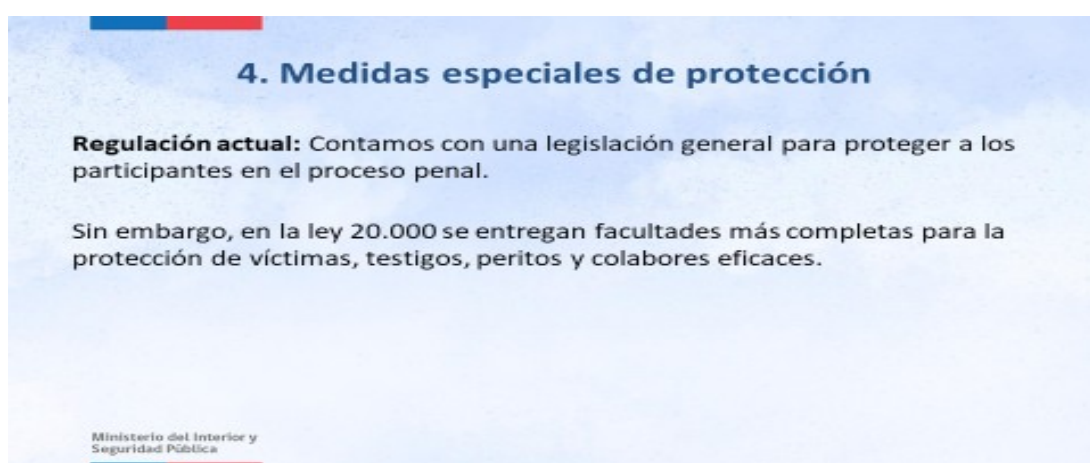 4. Medidas especiales de protección
Regulación actual: Contamos con una legislación general para proteger a los
participantes en el proceso penal.
Sin embargo, en la ley 20.000 se entregan facultades más completas para la
protección de víctimas, testigos, peritos y colabores eficaces.
Ministerio del Interior y
Seguridad Pública